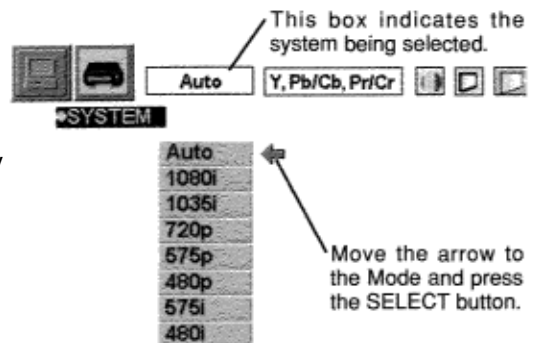 This box indicates the
system being selected.
Auto
Y, Pb/Cb, Pr/Cr
SYSTEM
Auto
1080i
1035i
720p
575p
480p
575i
480i
Move the arrow to
the Mode and press
the SELECT button.